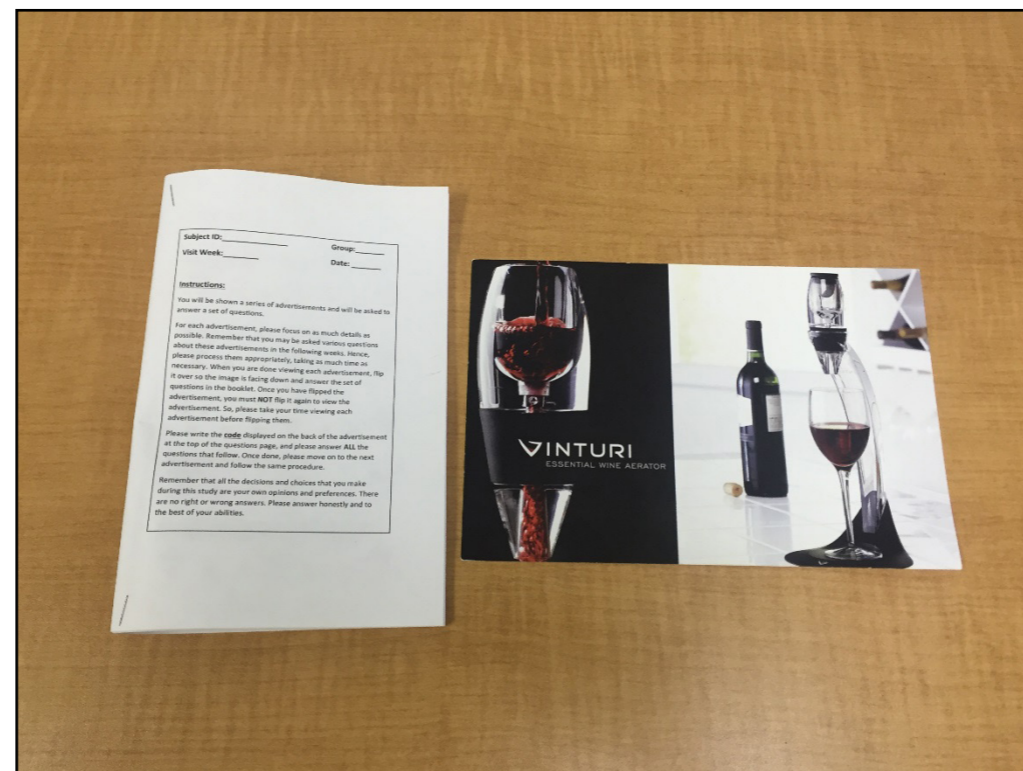 Subject ID:____________ Group:______
Visit Week:_______ Date: ______
Instructions:
You will be shown a series of advertisements and will be asked to
answer a set of questions.
For each advertisement, please focus on as much details as
possible. Remember that you may be asked various questions
about these advertisements in the following weeks. Hence,
please process them appropriately, taking as much time as
necessary. When you are done viewing each advertisement, flip
it over so the image is facing down and answer the set of
questions in the booklet. Once you have flipped the
advertisement, you must NOT flip it again to view the
advertisement. So, please take your time viewing each
advertisement before flipping them.
Please write the code displayed on the back of the advertisement
at the top of the questions page, and please answer ALL the
questions that follow. Once done, please move on to the next
advertisement and follow the same procedure.
Remember that all the decisions and choices that you make
during this study are your own opinions and preferences. There
are no right or wrong answers. Please answer honestly and to
the best of your abilities.
VINTURI
ESSENTIAL WINE AERATOR